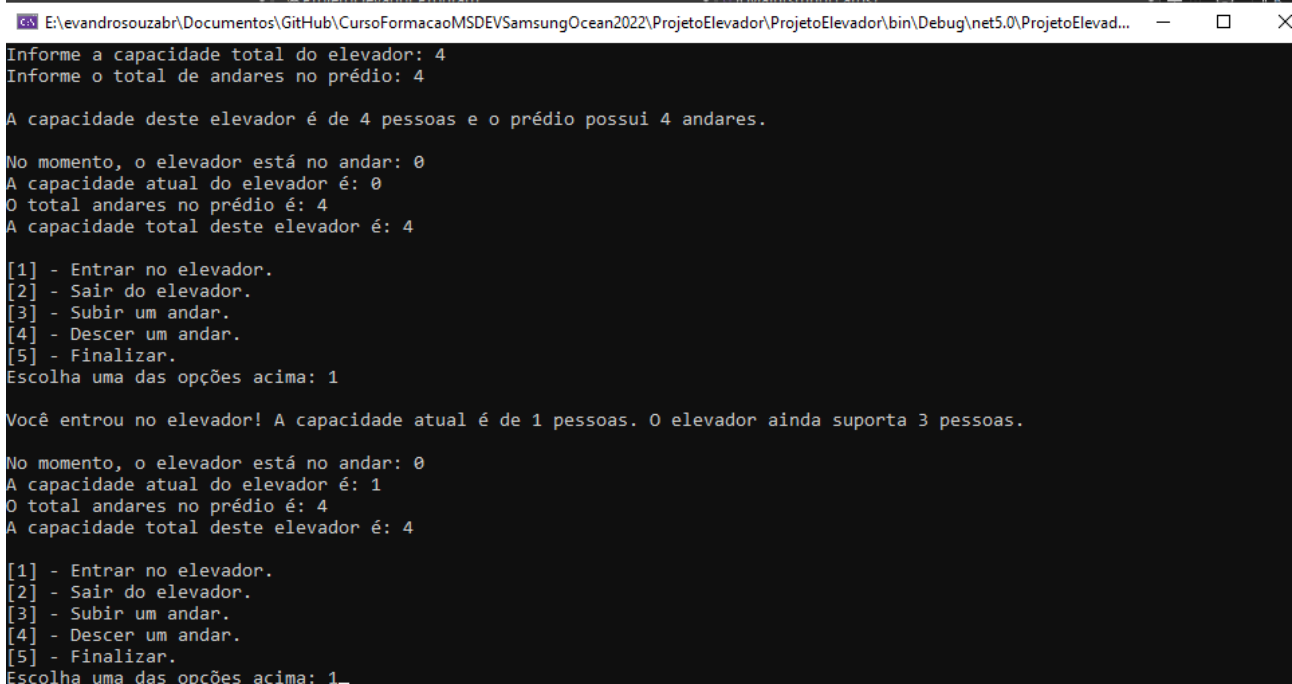 E:\evandrosouzabr\Documentos\GitHub\CursoFormacaoMSDEVSamsungOcean2022\ProjetoElevador\ProjetoElevador\bin\Debug\net5.0\ProjetoElevad...
Informe a capacidade total do elevador: 4
Informe o total de andares no prédio: 4
A capacidade deste elevador é de 4 pessoas e o prédio possui 4 andares.
No momento, o elevador está no andar: 0
A capacidade atual do elevador é: 0
O total andares no prédio é: 4
A capacidade total deste elevador é: 4
[1] - Entrar no elevador.
[2] - Sair do elevador.
[3] - Subir um andar.
[4] - Descer um andar.
[5] - Finalizar.
Escolha uma das opções acima: 1
Você entrou no elevador! A capacidade atual é de 1 pessoas. O elevador ainda suporta 3 pessoas.
No momento, o elevador está no andar: 0
A capacidade atual do elevador é: 1
O total andares no prédio é: 4
A capacidade total deste elevador é: 4
[1] - Entrar no elevador.
[2] - Sair do elevador.
[3] - Subir um andar.
[4] - Descer um andar.
[5] - Finalizar.
Escolha uma das opções acima: 1_